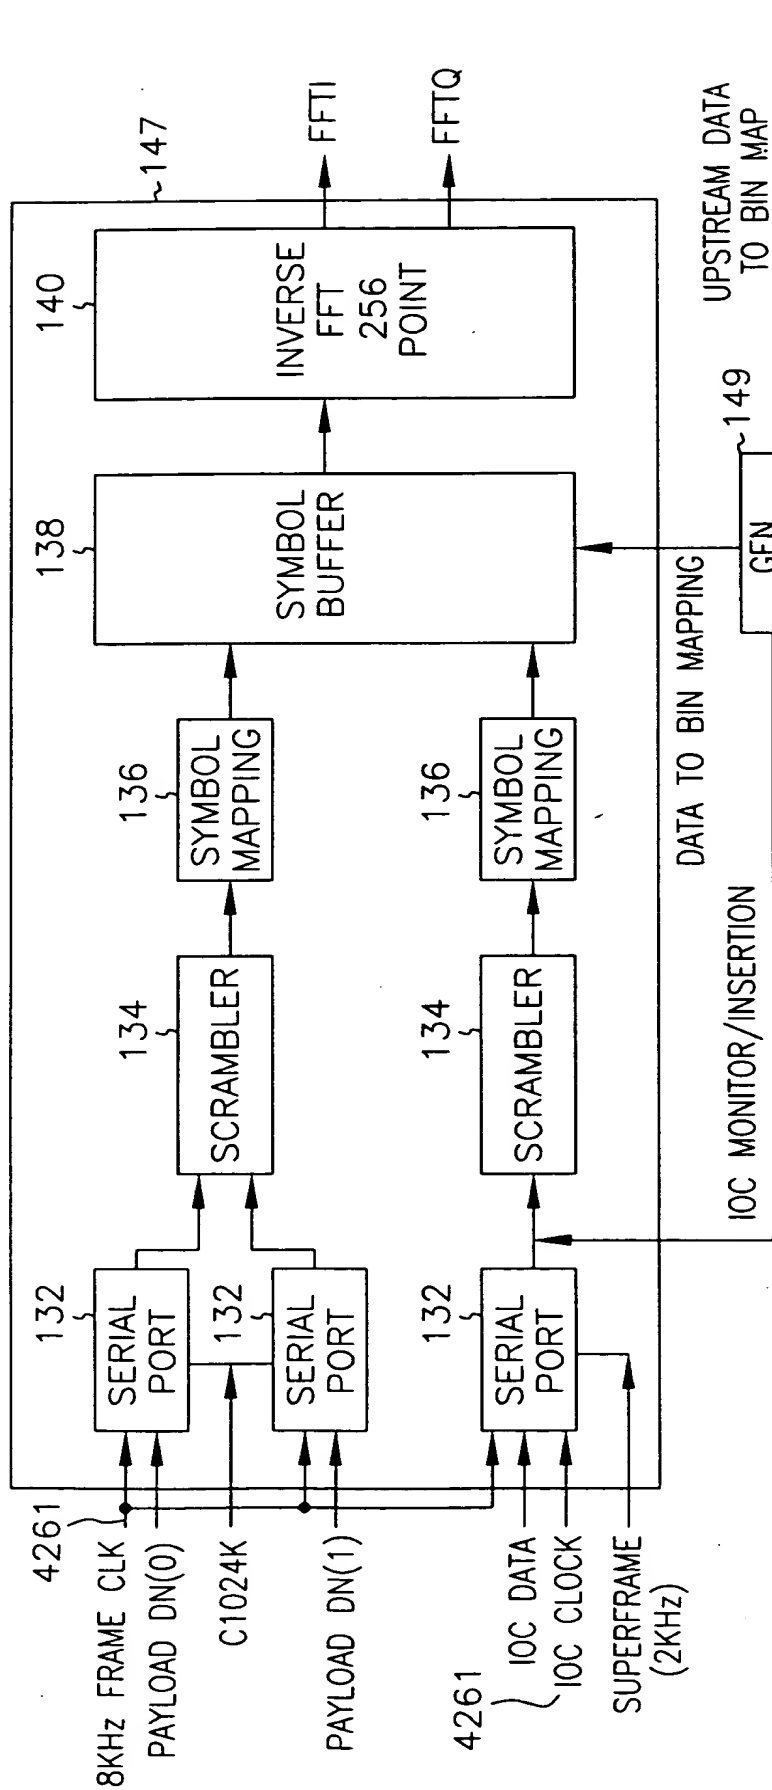 4261
8KHz FRAME CLK
PAYLOAD DN(0)
C1024K
PAYLOAD DN(1)
4261
IOC DATA
IOC CLOCK
SUPERFRAME
(2KHz)
132
SERIAL
PORT
132
SERIAL
PORT
132
SERIAL
PORT
134
SCRAMBLER
134
SCRAMBLER
136
SYMBOL
MAPPING
136
SYMBOL
MAPPING
138
SYMBOL
BUFFER
140
INVERSE
FFT
256
POINT
147
FFTI
FFTQ
IOC MONITOR/INSERTION
DATA TO BIN MAPPING
GEN
149
UPSTREAM DATA
TO BIN MAP